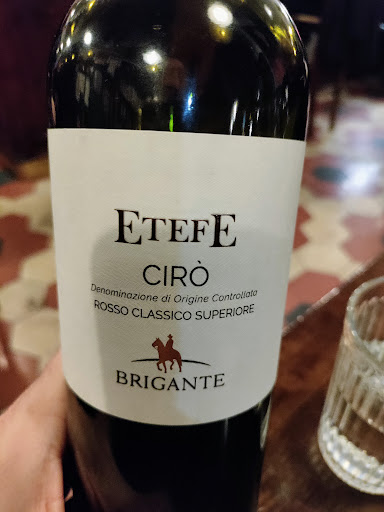 ETEFE
CIRÒ
Denominazione di Origine Controllata
ROSSO CLASSICO SUPERIORE
BRIGANTE